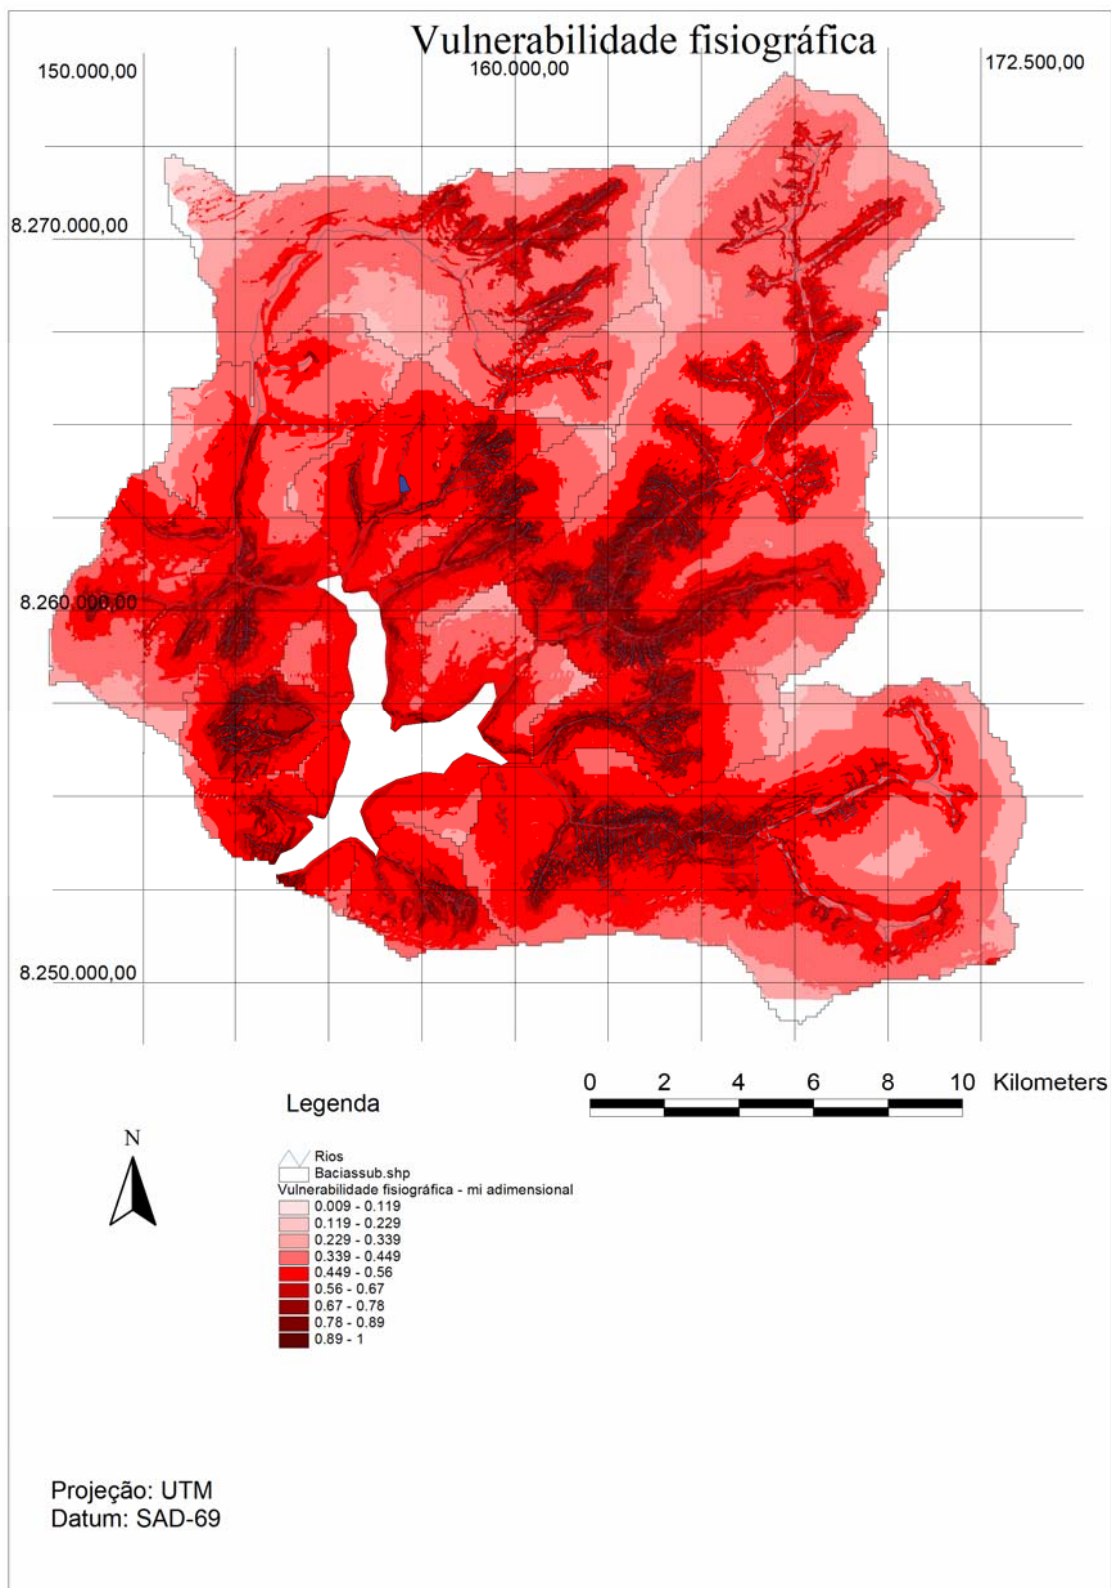 Vulnerabilidade fisiográfica
150.000,00
160.000,00
172.500,00
8.270.000,00
8.260.000,00
8.250.000,00
0 2 4 6 8 10 Kilometers
Legenda
N
Rios
Baciassub.shp
Vulnerabilidade fisiográfica - mi adimensional
0.009 - 0.119
0.119 - 0.229
0.229 - 0.339
0.339 - 0.449
0.449 - 0.56
0.56 - 0.67
0.67 - 0.78
0.78 - 0.89
0.89 - 1
Projeção: UTM
Datum: SAD-69